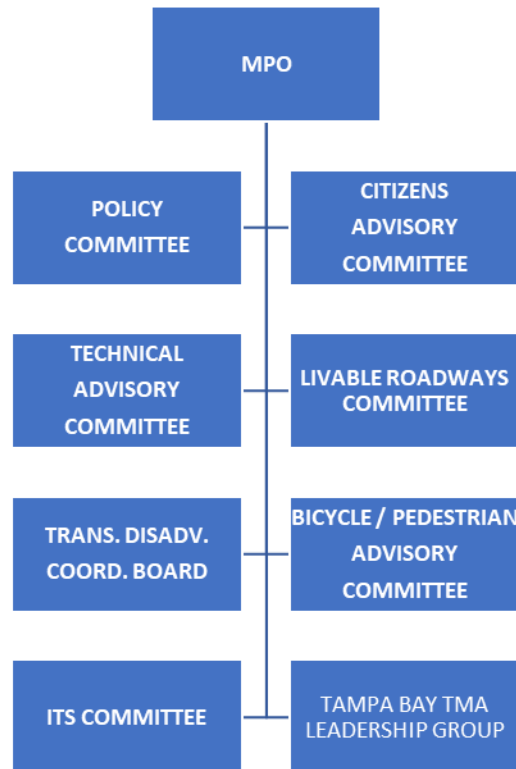 MPO
POLICY
COMMITTEE
CITIZENS
ADVISORY
COMMITTEE
TECHNICAL
ADVISORY
COMMITTEE
LIVABLE ROADWAYS
COMMITTEE
TRANS. DISADV.
COORD. BOARD
BICYCLE / PEDESTRIAN
ADVISORY
COMMITTEE
ITS COMMITTEE
TAMPA BAY TMA
LEADERSHIP GROUP